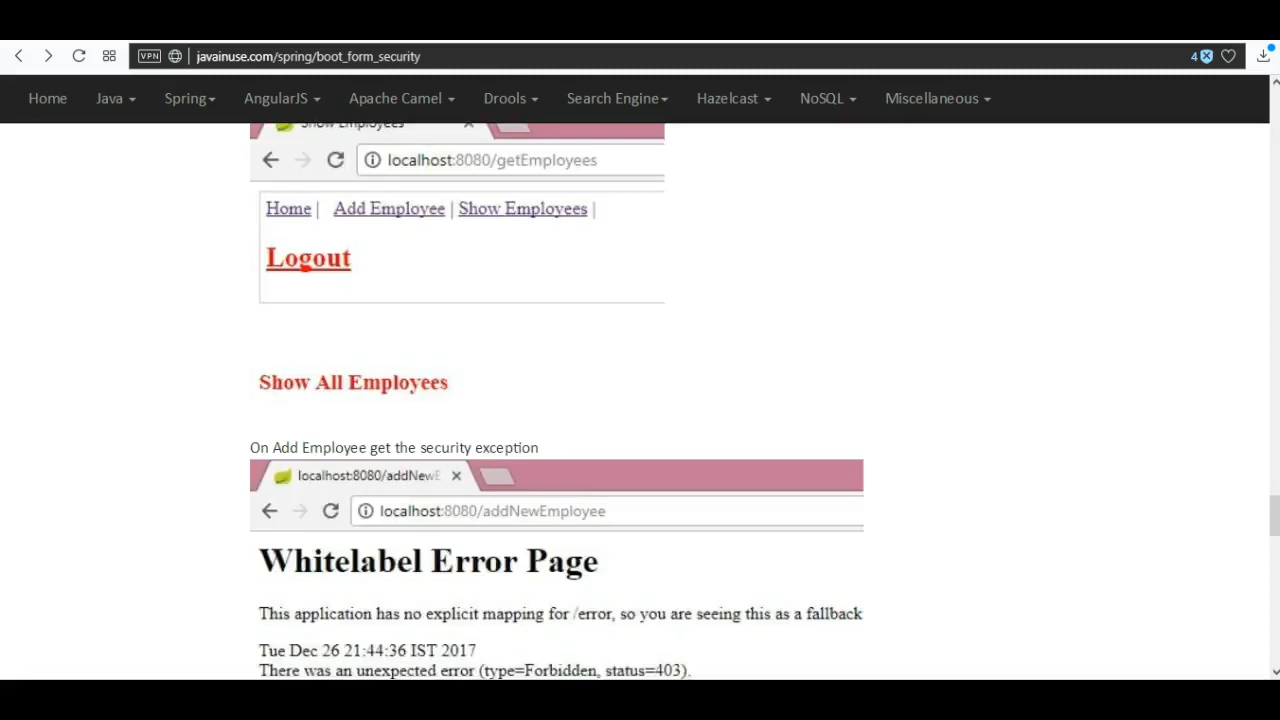 VPN
javainuse.com/spring/boot_form_security
4
Home Java Spring AngularJS Apache Camel Drools Search Engine Hazelcast NoSQL Miscellaneous
Show Employees
localhost:8080/getEmployees
Home | Add Employee | Show Employees |
Logout
Show All Employees
On Add Employee get the security exception
localhost:8080/addNewE
localhost:8080/addNewEmployee
Whitelabel Error Page
This application has no explicit mapping for /error, so you are seeing this as a fallback
Tue Dec 26 21:44:36 IST 2017
There was an unexpected error (type=Forbidden, status=403).